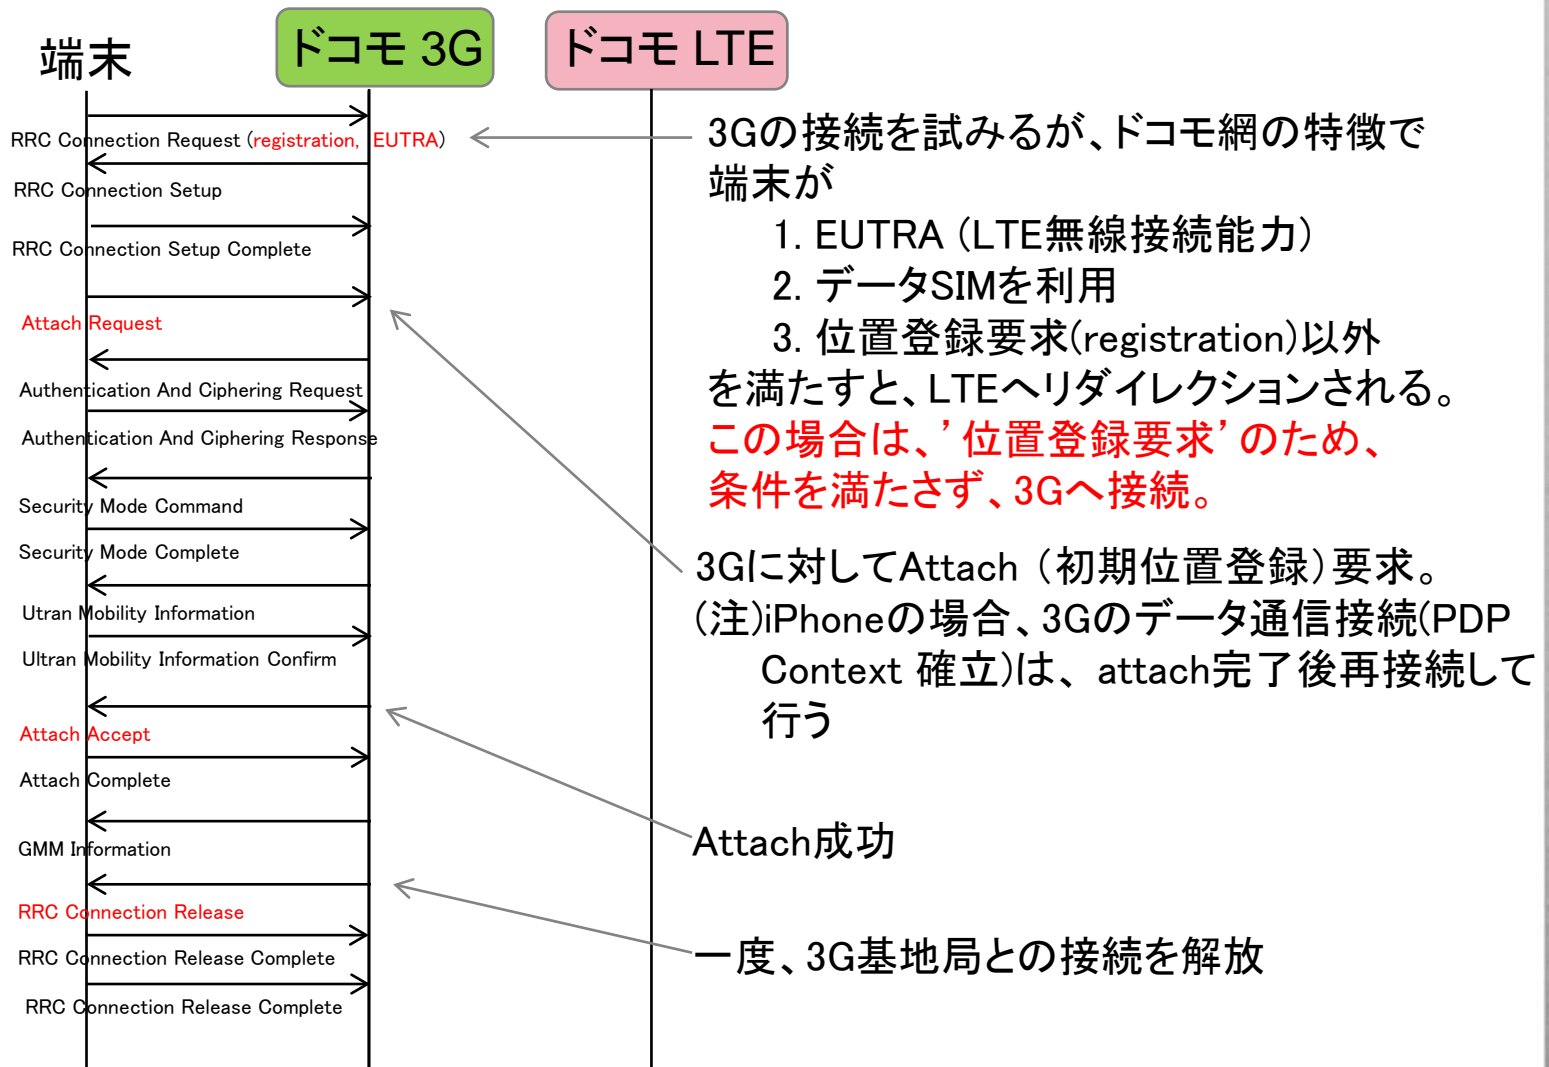 端末
ドコモ 3G
ドコモ LTE
RRC Connection Request (registration, EUTRA)
RRC Connection Setup
RRC Connection Setup Complete
Attach Request
Authentication And Ciphering Request
Authentication And Ciphering Response
Security Mode Command
Security Mode Complete
Utran Mobility Information
Ultran Mobility Information Confirm
Attach Accept
Attach Complete
GMM Information
RRC Connection Release
RRC Connection Release Complete
RRC Connection Release Complete
3Gの接続を試みるが、ドコモ網の特徴で
端末が
1. EUTRA (LTE無線接続能力)
2. データSIMを利用
3. 位置登録要求(registration)以外
を満たすと、LTEへリダイレクションされる。
この場合は、’位置登録要求’のため、
条件を満たさず、3Gへ接続。
3Gに対してAttach （初期位置登録）要求。
(注)iPhoneの場合、3Gのデータ通信接続(PDP
Context 確立)は、attach完了後再接続して
行う
Attach成功
一度、3G基地局との接続を解放